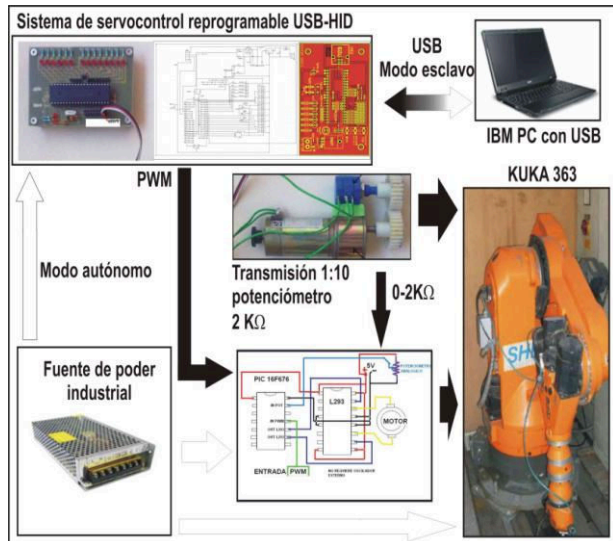 Sistema de servocontrol reprogramable USB-HID
USB
Modo esclavo
IBM PC con USB
PWM
KUKA 363
Modo autónomo
Transmisión 1:10
potenciómetro
2 KΩ
0-2KΩ
Fuente de poder
industrial
PIC 16F676
5V
L293
MOTOR
ENTRADA
PWM